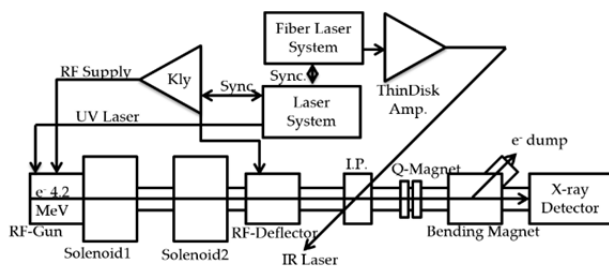 Fiber Laser
System
RF Supply
Kly
Sync.
Sync
ThinDisk
Amp.
UV Laser
Laser
System
I.P.
Q-Magnet
e- dump
e- 4.2
MeV
X-ray
Detector
RF-Gun
Solenoid1
Solenoid2
RF-Deflector
Bending Magnet
IR Laser